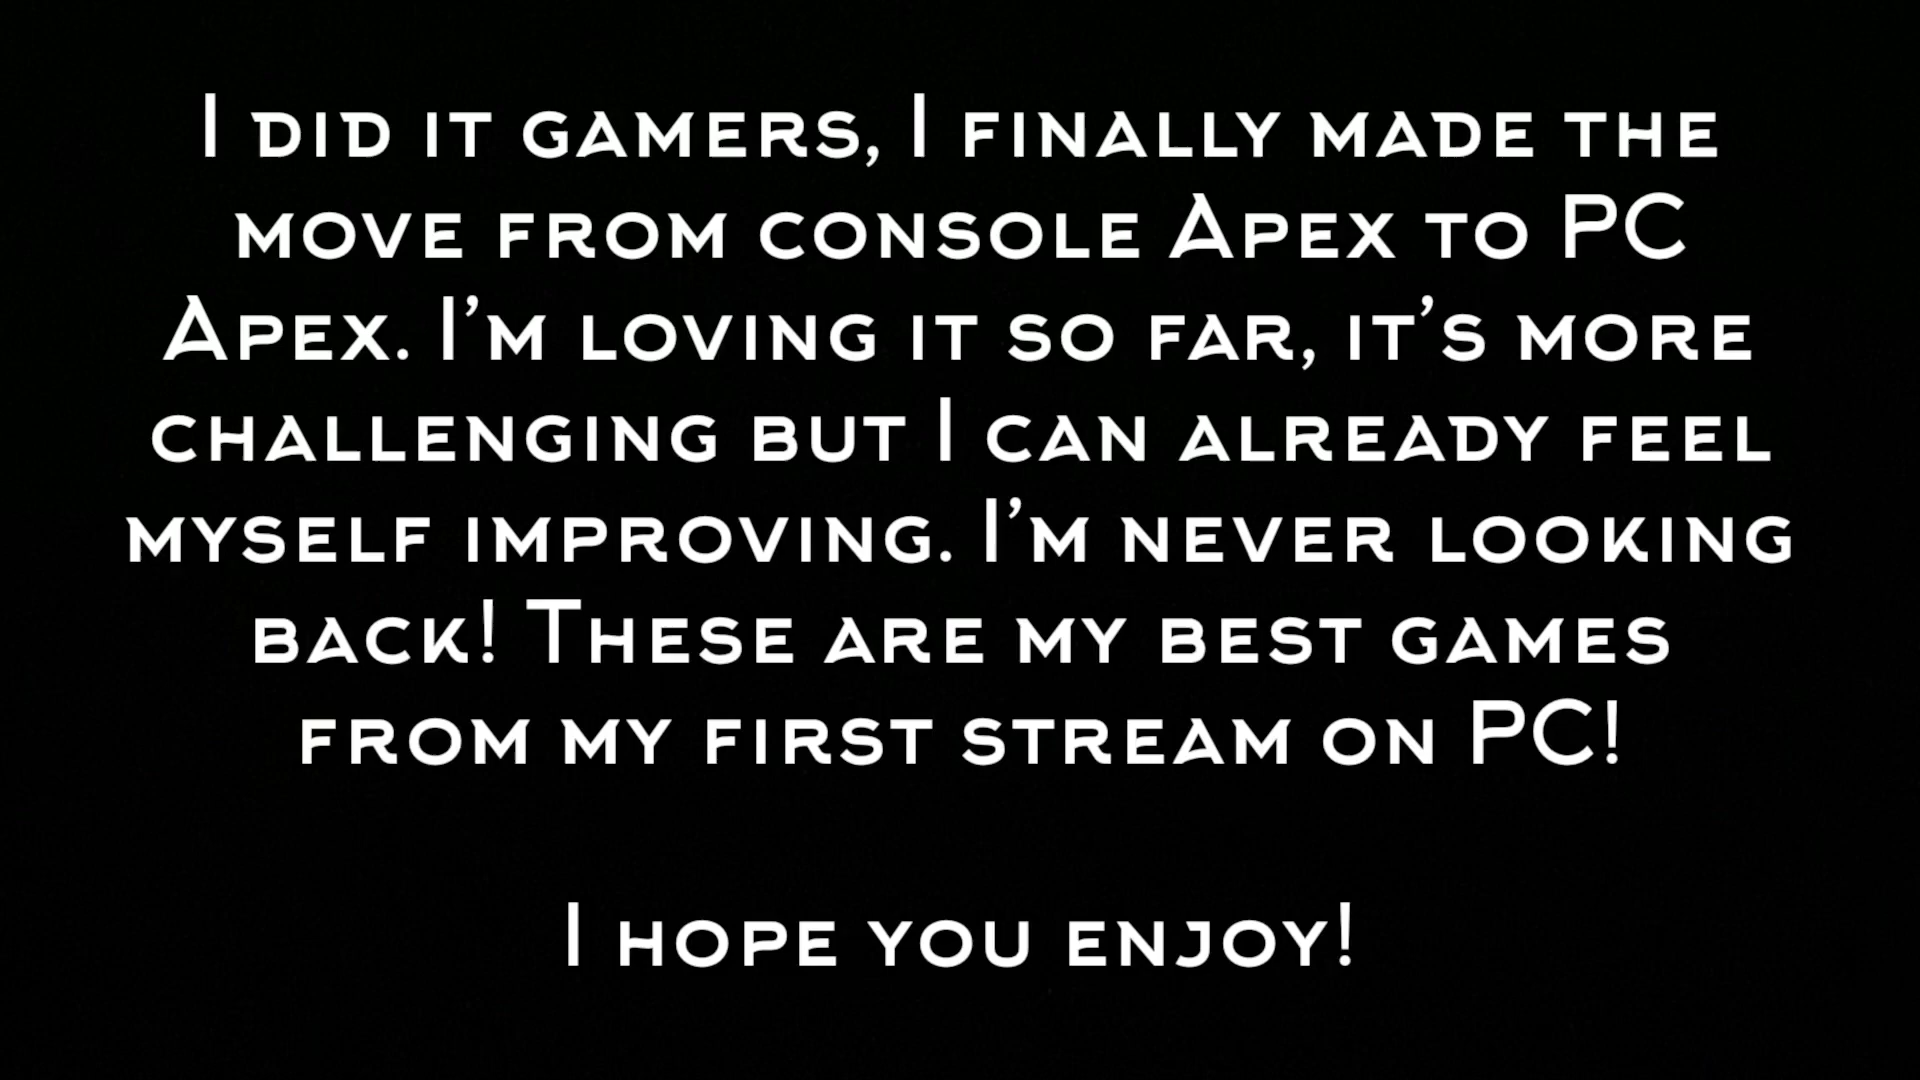 I did it gamers, I finally made the
move from console Apex to PC
Apex. I'm loving it so far, it's more
challenging but I can already feel
myself improving. I'm never looking
back! These are my best games
from my first stream on PC!
I hope you enjoy!